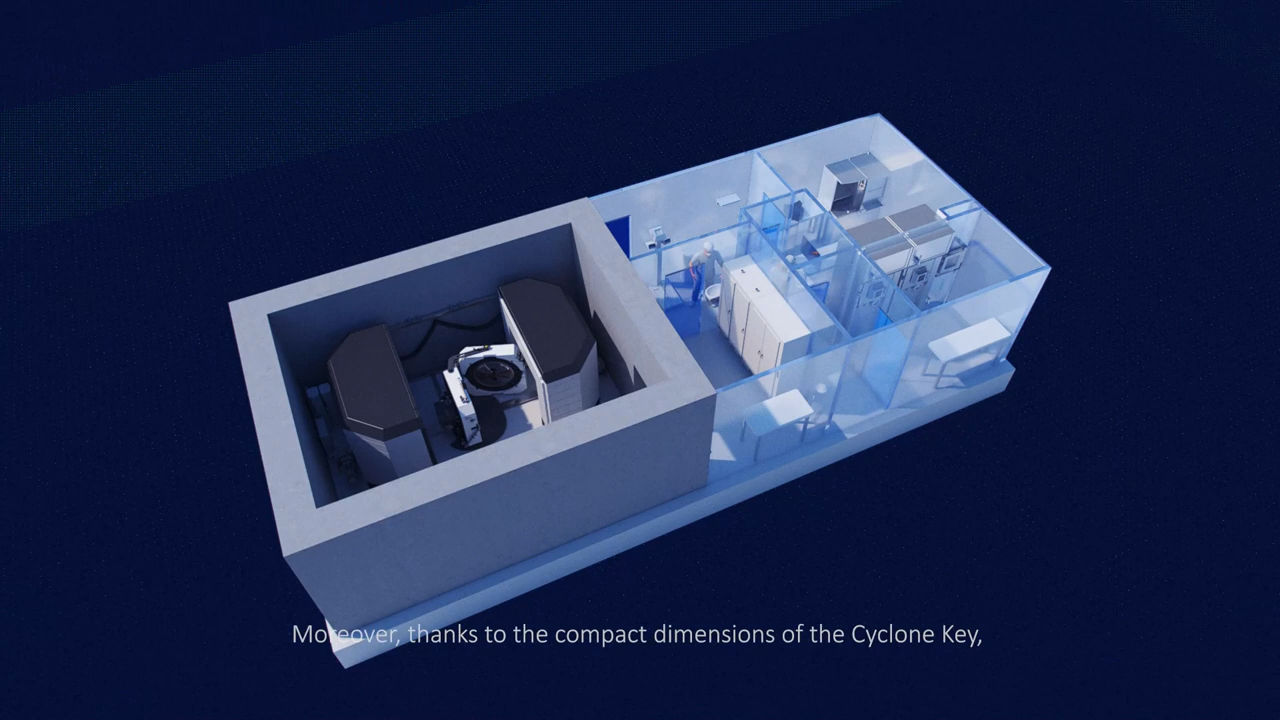 Moreover, thanks to the compact dimensions of the Cyclone Key,